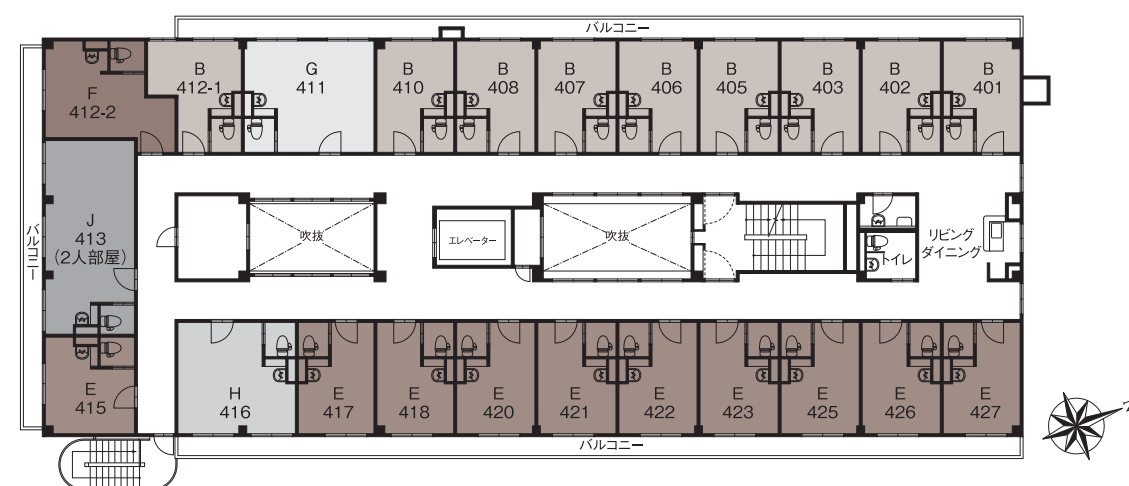 バルコニー
F
412-2
B
412-1
G
411
B
410
B
408
B
407
B
406
B
405
B
403
B
402
B
401
バルコニー
J
413
(2人部屋)
吹抜
エレベーター
吹抜
トイレ
リビング
ダイニング
E
415
H
416
E
417
E
418
E
420
E
421
E
422
E
423
E
425
E
426
E
427
バルコニー